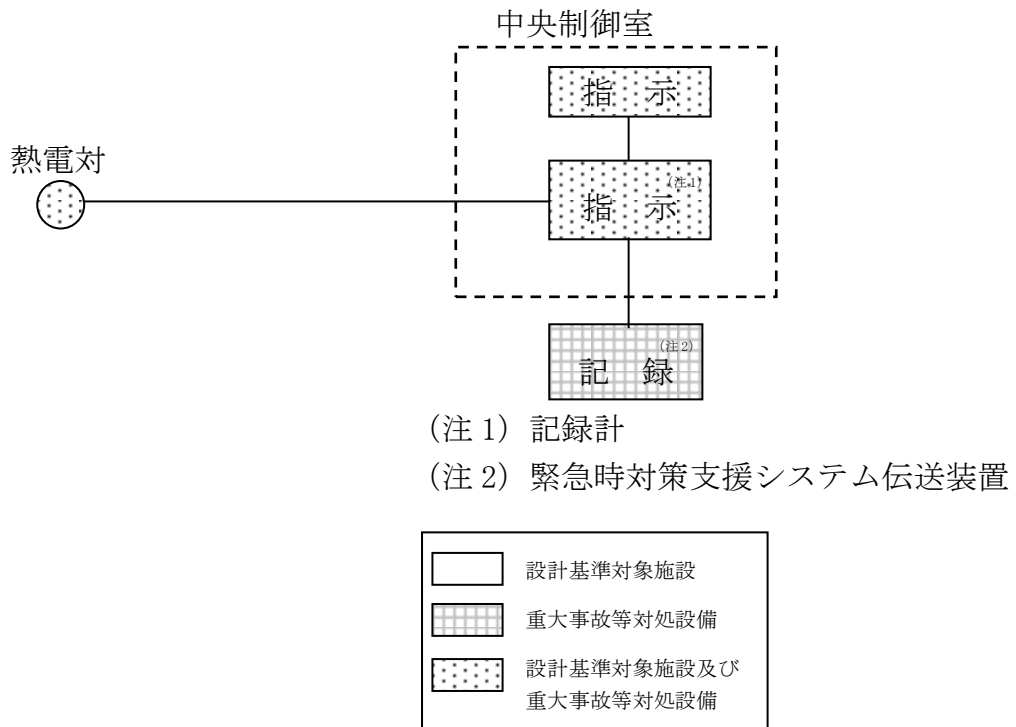 中央制御室
指　示
熱電対
指　示(注1)
記　録(注2)
(注 1) 記録計
(注 2) 緊急時対策支援システム伝送装置
設計基準対象施設
重大事故等対処設備
設計基準対象施設及び
重大事故等対処設備